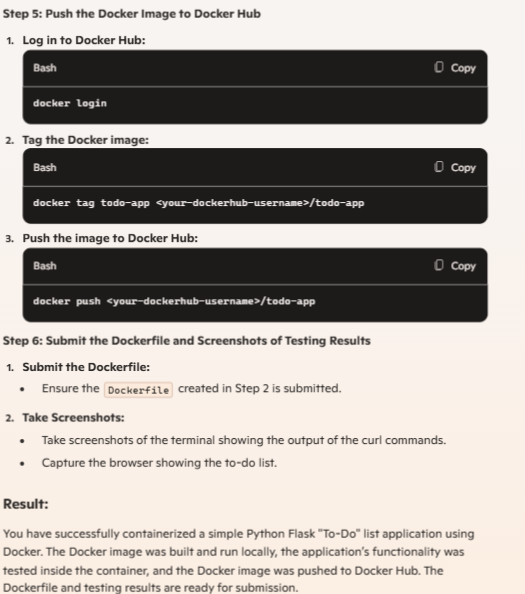 Step 5: Push the Docker Image to Docker Hub
1. Log in to Docker Hub:
Bash Copy
docker login
2. Tag the Docker image:
Bash Copy
docker tag todo-app <your-dockerhub-username>/todo-app
3. Push the image to Docker Hub:
Bash Copy
docker push <your-dockerhub-username>/todo-app
Step 6: Submit the Dockerfile and Screenshots of Testing Results
1. Submit the Dockerfile:
• Ensure the Dockerfile created in Step 2 is submitted.
2. Take Screenshots:
• Take screenshots of the terminal showing the output of the curl commands.
• Capture the browser showing the to-do list.
Result:
You have successfully containerized a simple Python Flask "To-Do" list application using
Docker. The Docker image was built and run locally, the application's functionality was
tested inside the container, and the Docker image was pushed to Docker Hub. The
Dockerfile and testing results are ready for submission.